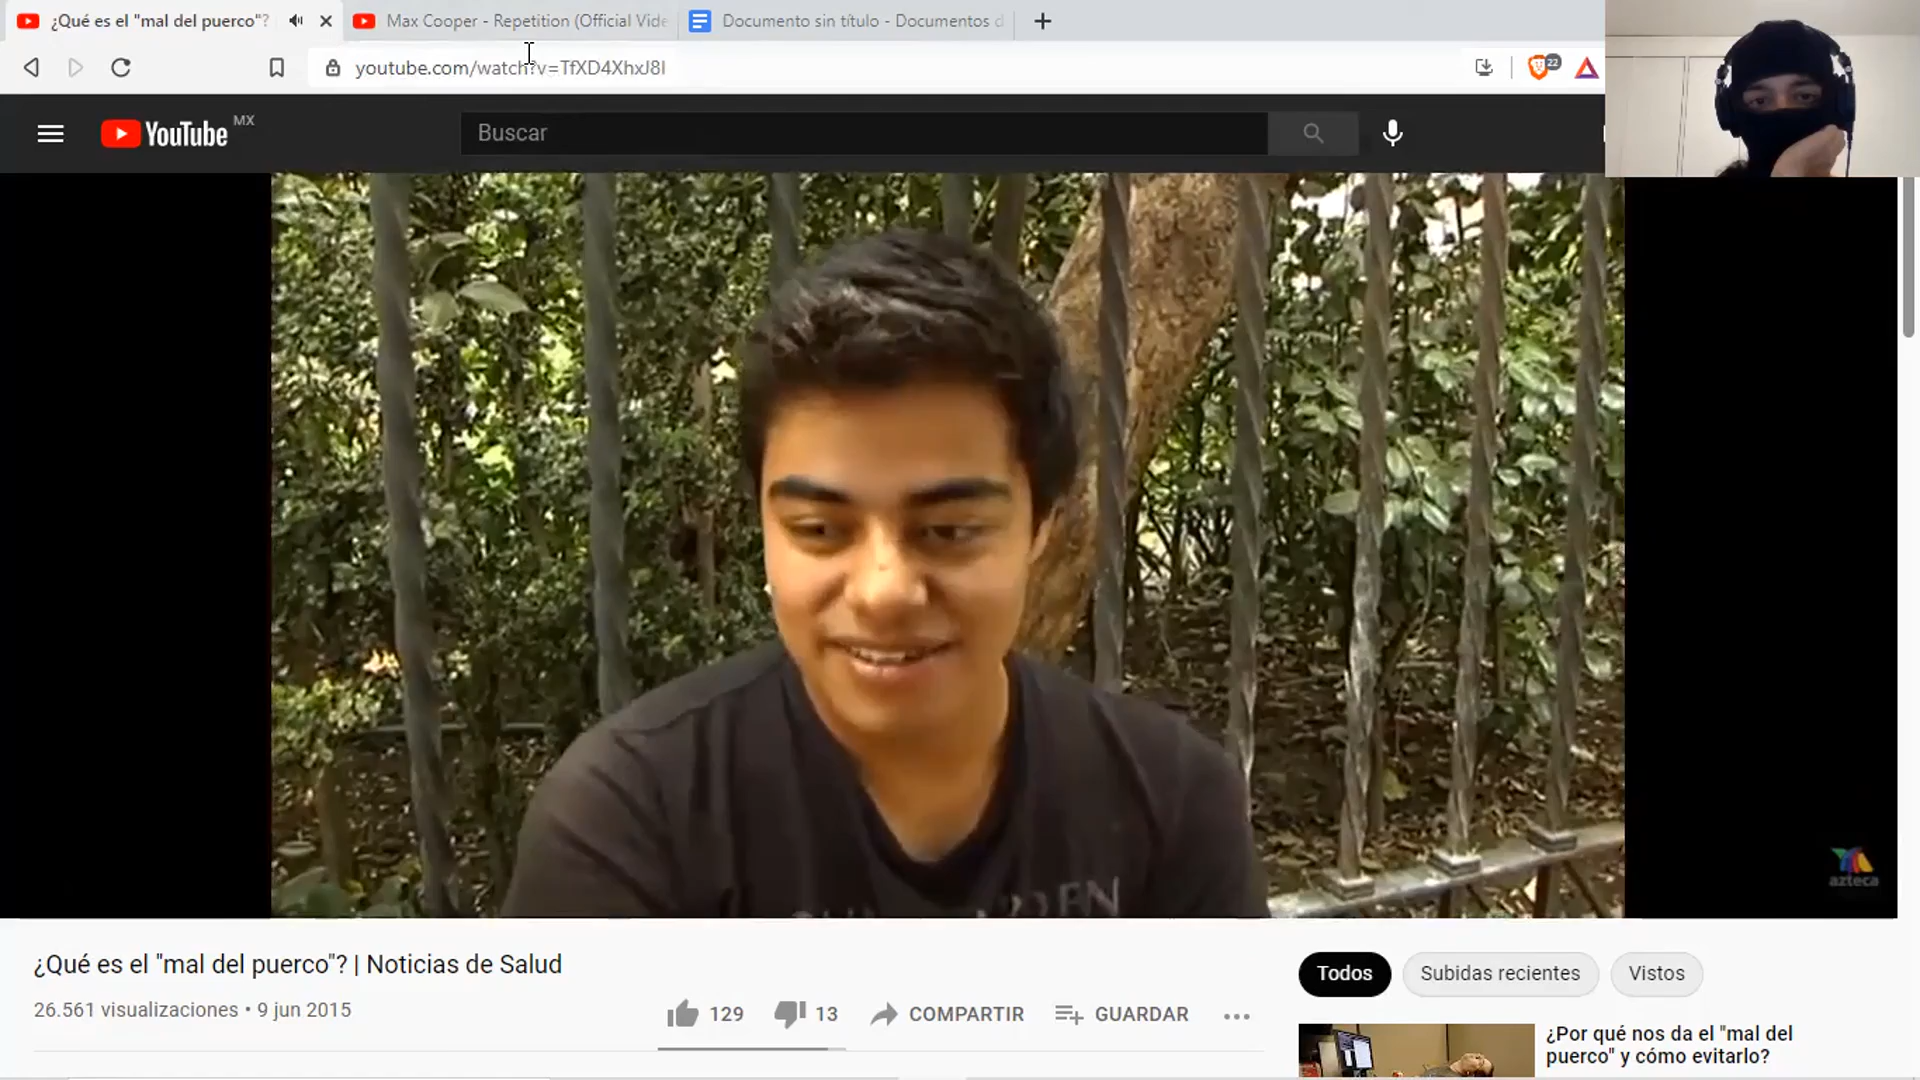 ¿Qué es el "mal del puerco"?
Max Cooper - Repetition (Official Vide
Documento sin título - Documentos d
youtube.com/watch?v=TfXD4XhxJ8I
22
YouTube MX
Buscar
azteca
¿Qué es el "mal del puerco"? | Noticias de Salud
26.561 visualizaciones • 9 jun 2015
129
13
COMPARTIR
GUARDAR
Todos
Subidas recientes
Vistos
¿Por qué nos da el "mal del
puerco" y cómo evitarlo?